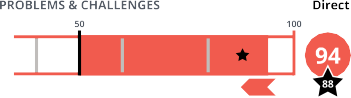 PROBLEMS & CHALLENGES Direct
50 100
94
88